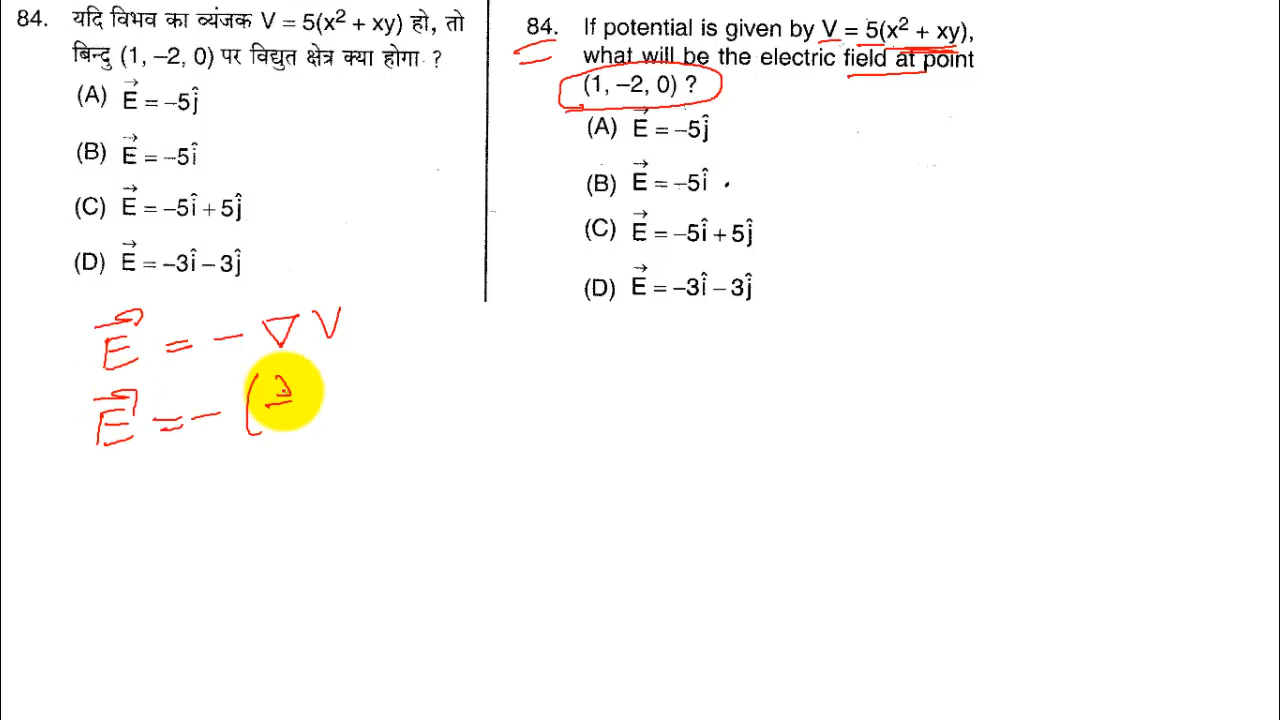 84. यदि विभव का व्यंजक V = 5(x² + xy) हो, तो
बिन्दु (1, –2, 0) पर विद्युत क्षेत्र क्या होगा ?
(A) E⃗ = –5ĵ
(B) E⃗ = –5î
(C) E⃗ = –5î + 5ĵ
(D) E⃗ = –3î – 3ĵ
84. If potential is given by V = 5(x² + xy),
what will be the electric field at point
(1, –2, 0) ?
(A) E⃗ = –5ĵ
(B) E⃗ = –5î
(C) E⃗ = –5î + 5ĵ
(D) E⃗ = –3î – 3ĵ
E⃗ = – ∇ V
E⃗ = – (∂